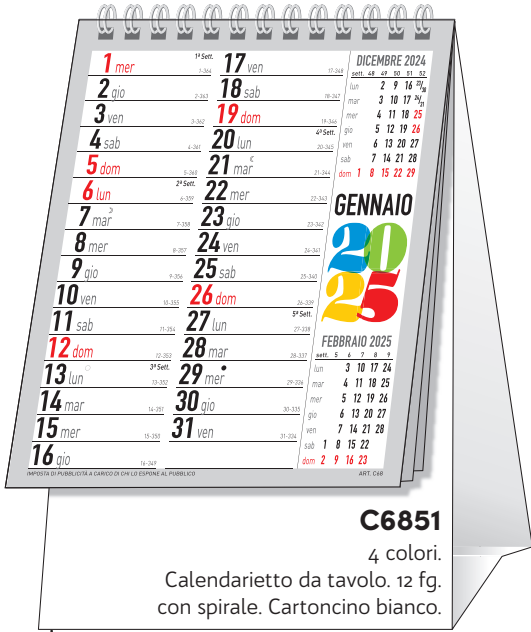 1 mer 1ª Sett. 1-364
2 gio 2-363
3 ven 3-362
4 sab 4-361
5 dom 5-360
6 lun 2ª Sett. 6-359
7 mar 7-358
8 mer 8-357
9 gio 9-356
10 ven 10-355
11 sab 11-354
12 dom 12-353
13 lun 3ª Sett. 13-352
14 mar 14-351
15 mer 15-350
16 gio 16-349
17 ven 17-348
18 sab 18-347
19 dom 19-346
20 lun 4ª Sett. 20-345
21 mar 21-344
22 mer 22-343
23 gio 23-342
24 ven 24-341
25 sab 25-340
26 dom 26-339
27 lun 5ª Sett. 27-338
28 mar 28-337
29 mer 29-336
30 gio 30-335
31 ven 31-334
DICEMBRE 2024
sett. 48 49 50 51 52
lun 2 9 16 23/30
mar 3 10 17 24/31
mer 4 11 18 25
gio 5 12 19 26
ven 6 13 20 27
sab 7 14 21 28
dom 1 8 15 22 29
GENNAIO
20
25
FEBBRAIO 2025
sett. 5 6 7 8 9
lun 3 10 17 24
mar 4 11 18 25
mer 5 12 19 26
gio 6 13 20 27
ven 7 14 21 28
sab 1 8 15 22
dom 2 9 16 23
IMPOSTA DI PUBBLICITÀ A CARICO DI CHI LO ESPONE AL PUBBLICO
ART. C68
C6851
4 colori.
Calendarietto da tavolo. 12 fg.
con spirale. Cartoncino bianco.